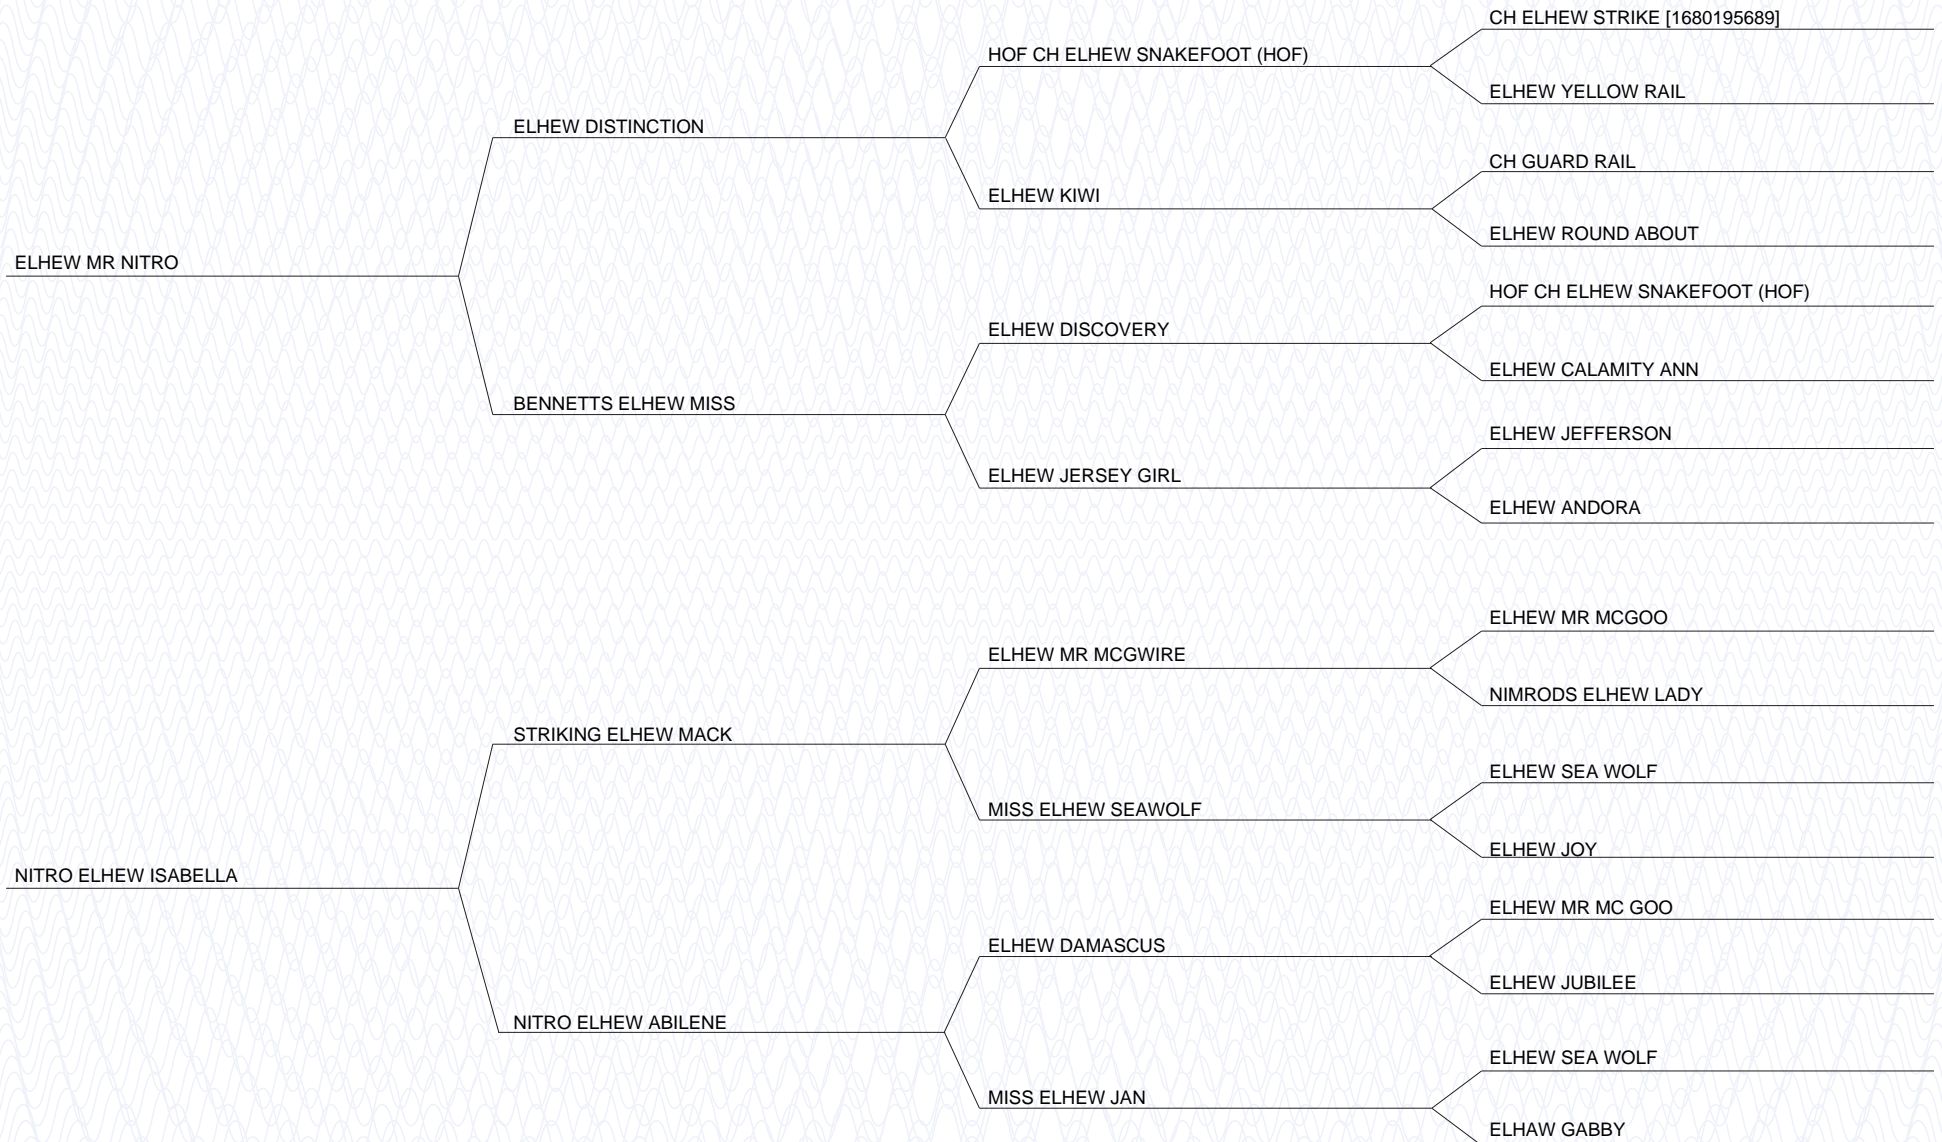 CH ELHEW STRIKE [1680195689]
HOF CH ELHEW SNAKEFOOT (HOF)
ELHEW YELLOW RAIL
ELHEW DISTINCTION
CH GUARD RAIL
ELHEW KIWI
ELHEW ROUND ABOUT
ELHEW MR NITRO
HOF CH ELHEW SNAKEFOOT (HOF)
ELHEW DISCOVERY
ELHEW CALAMITY ANN
BENNETTS ELHEW MISS
ELHEW JEFFERSON
ELHEW JERSEY GIRL
ELHEW ANDORA
ELHEW MR MCGOO
ELHEW MR MCGWIRE
NIMRODS ELHEW LADY
STRIKING ELHEW MACK
ELHEW SEA WOLF
MISS ELHEW SEAWOLF
ELHEW JOY
NITRO ELHEW ISABELLA
ELHEW MR MC GOO
ELHEW DAMASCUS
ELHEW JUBILEE
NITRO ELHEW ABILENE
ELHEW SEA WOLF
MISS ELHEW JAN
ELHAW GABBY